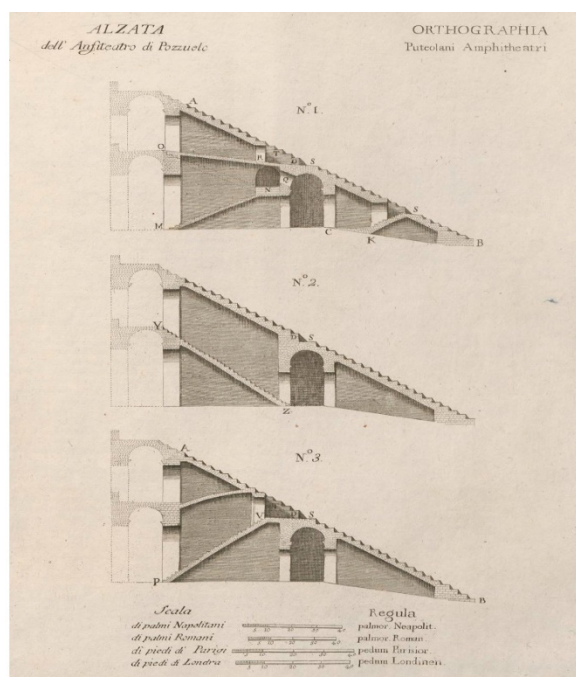 ALZATA
dell' Anfiteatro di Pozzuolo
ORTHOGRAPHIA
Puteolani Amphitheatri
N.o 1.
A
O
R
T
D
S
Q
N
S
M
C
K
B
N.o 2.
D
S
Y
Z
N.o 3.
A
V
D
S
P
B
Scala
di palmi Napolitani
di palmi Romani
di piedi di Parigi
di piedi di Londra
Regula
palmor. Neapolit.
palmor. Roman.
pedum Parisior.
pedum Londinen.